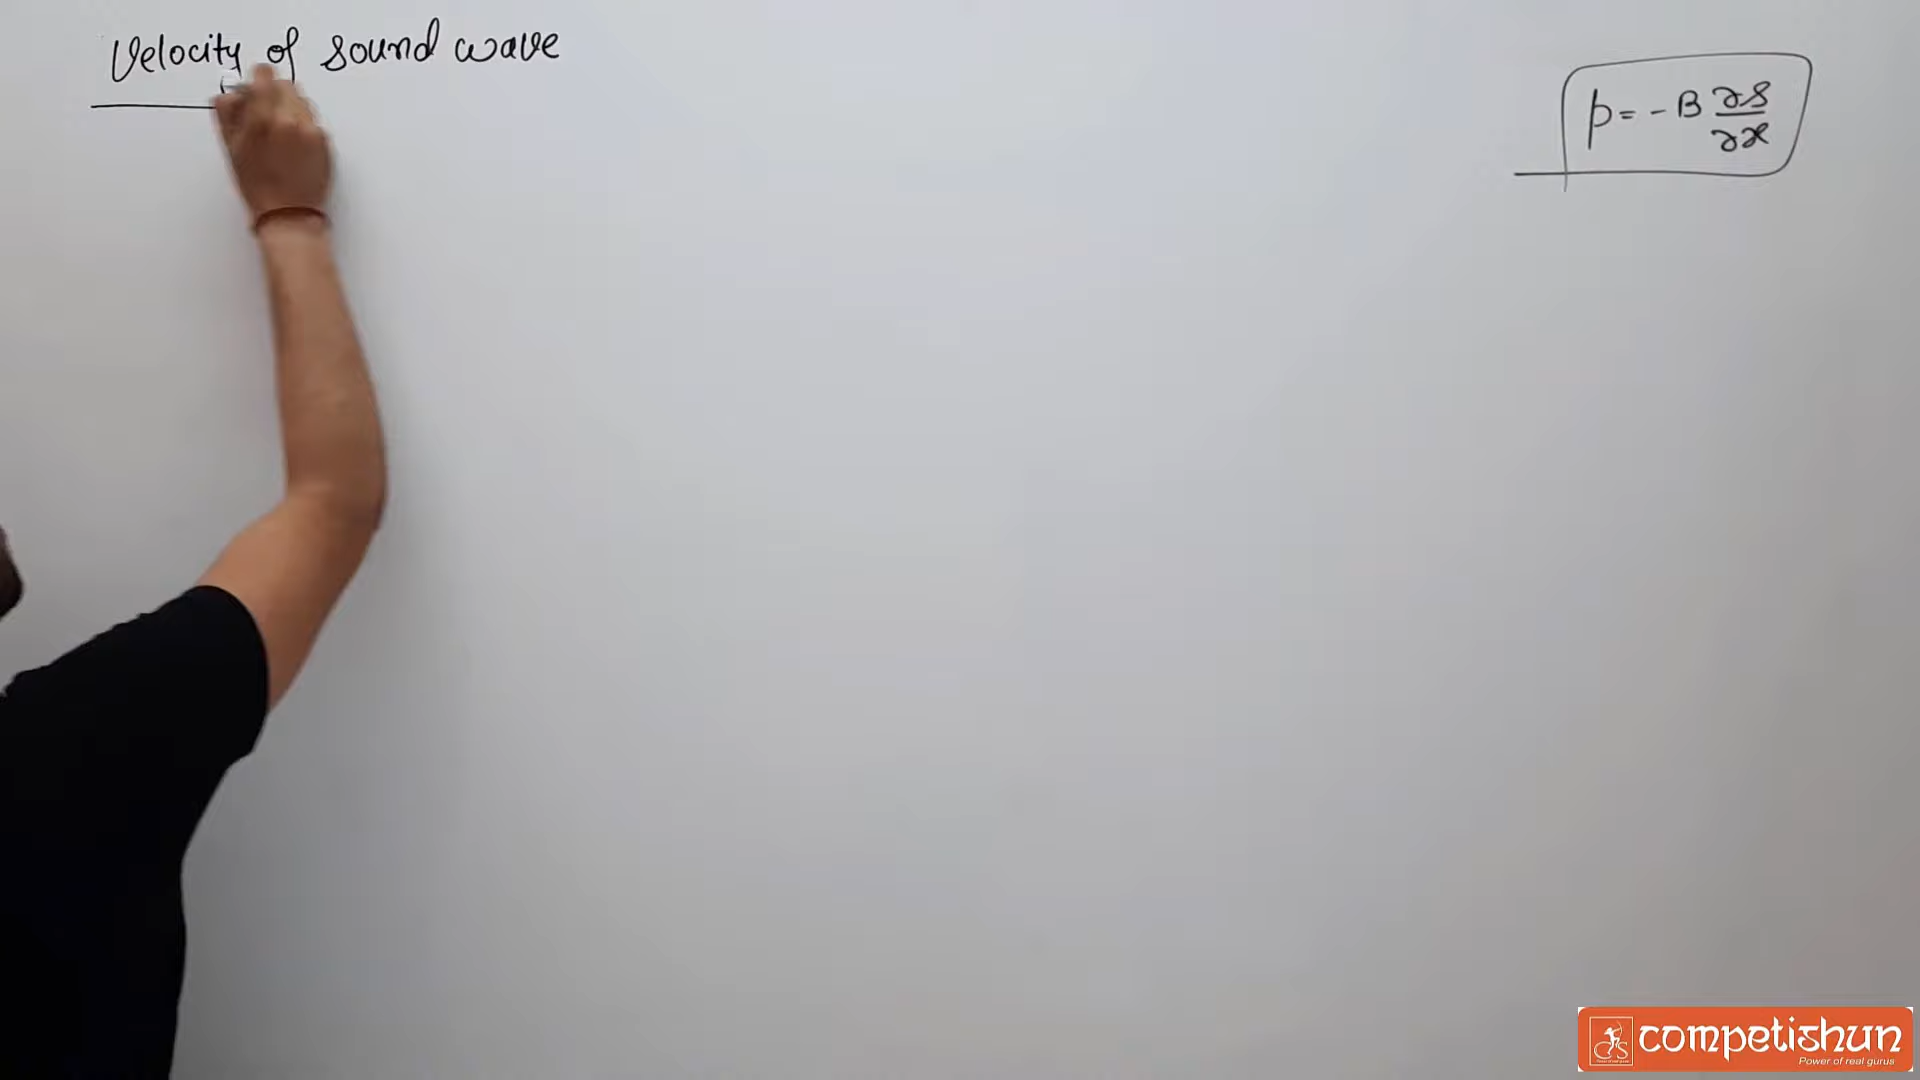 Velocity of sound wave
p = - B ∂S/∂x
competishun
Power of real gurus